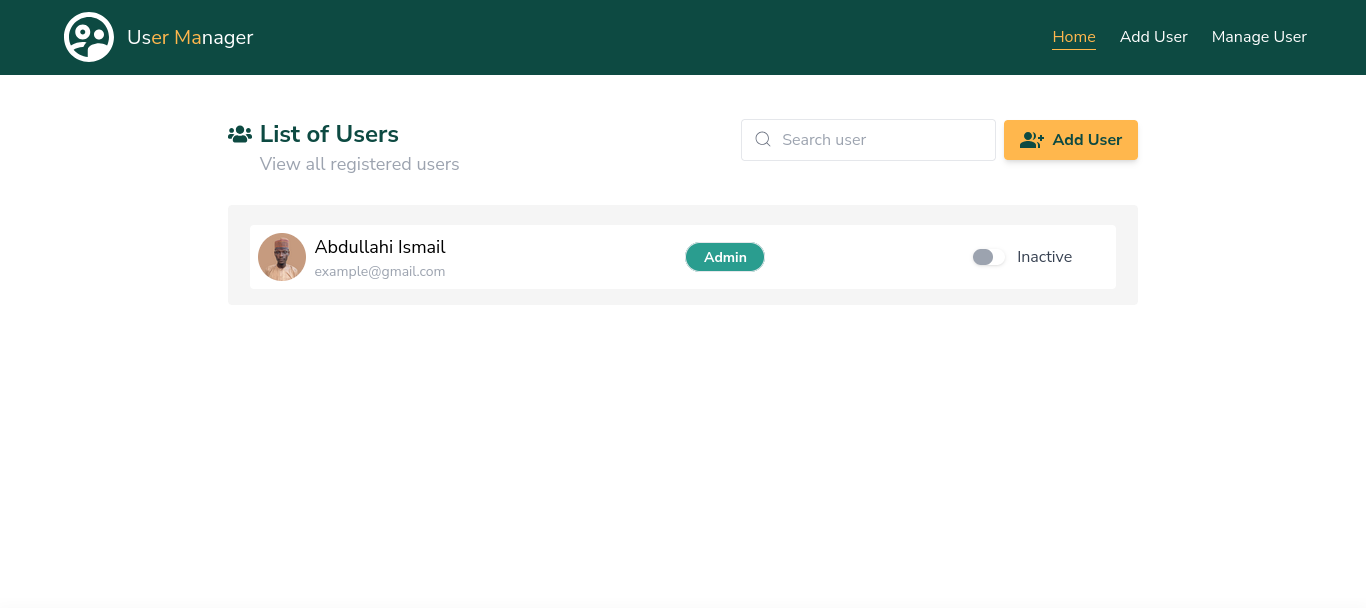 User Manager
Home
Add User
Manage User
List of Users
View all registered users
Search user
Add User
Abdullahi Ismail
example@gmail.com
Admin
Inactive